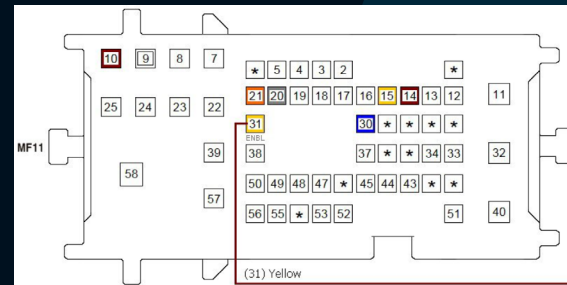 10 9 8 7
* 5 4 3 2 *
21 20 19 18 17 16 15 14 13 12 11
25 24 23 22
31 30 * * * *
ENBL
MF11
39 38 37 * * 34 33 32
58
50 49 48 47 * 45 44 43 * *
57
56 55 * 53 52 51 40
(31) Yellow